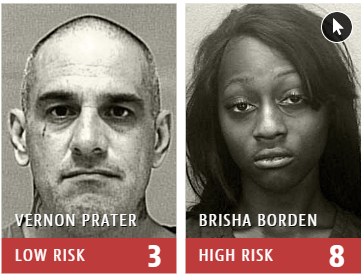 VERNON PRATER
LOW RISK 3
BRISHA BORDEN
HIGH RISK 8